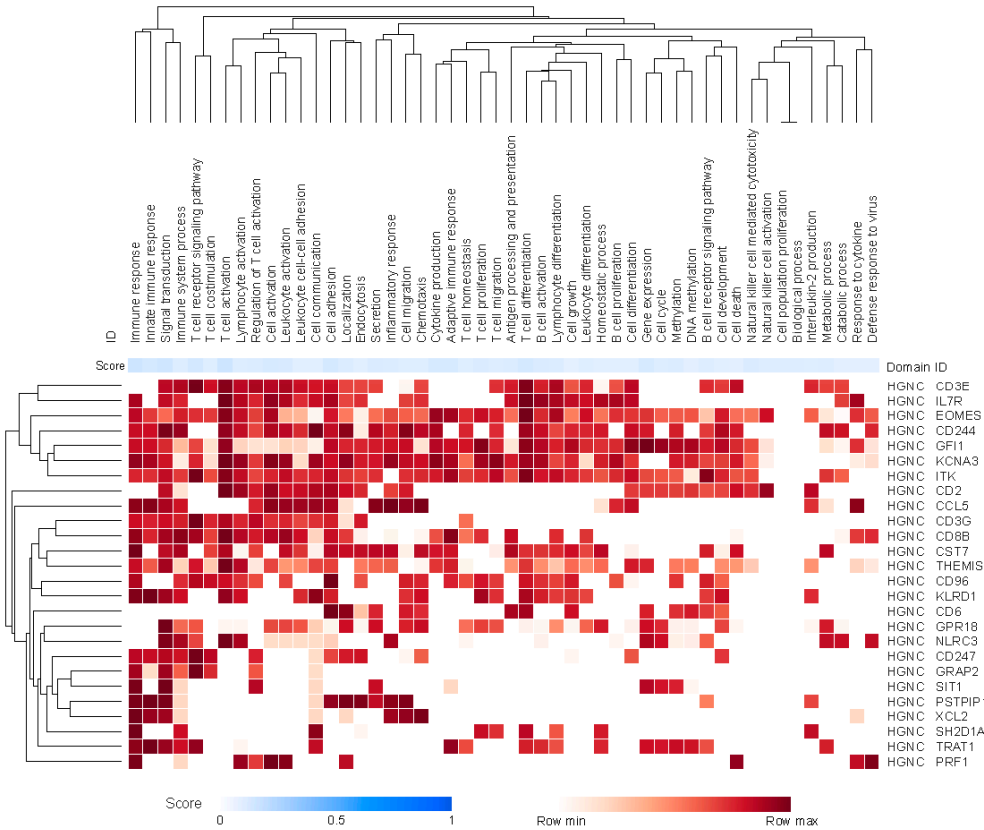 ID
Immune response
Innate immune response
Signal transduction
Immune system process
T cell receptor signaling pathway
T cell costimulation
T cell activation
Lymphocyte activation
Regulation of T cell activation
Cell activation
Leukocyte activation
Leukocyte cell-cell adhesion
Cell communication
Cell adhesion
Localization
Endocytosis
Secretion
Inflammatory response
Cell migration
Chemotaxis
Cytokine production
Adaptive immune response
T cell homeostasis
T cell proliferation
T cell migration
Antigen processing and presentation
T cell differentiation
B cell activation
Lymphocyte differentiation
Cell growth
Leukocyte differentiation
Homeostatic process
B cell proliferation
Cell differentiation
Gene expression
Cell cycle
Methylation
DNA methylation
B cell receptor signaling pathway
Cell development
Cell death
Natural killer cell mediated cytotoxicity
Natural killer cell activation
Cell population proliferation
Biological process
Interleukin-2 production
Metabolic process
Catabolic process
Response to cytokine
Defense response to virus
Score Domain ID
HGNC CD3E
HGNC IL7R
HGNC EOMES
HGNC CD244
HGNC GFI1
HGNC KCNA3
HGNC ITK
HGNC CD2
HGNC CCL5
HGNC CD3G
HGNC CD8B
HGNC CST7
HGNC THEMIS
HGNC CD96
HGNC KLRD1
HGNC CD6
HGNC GPR18
HGNC NLRC3
HGNC CD247
HGNC GRAP2
HGNC SIT1
HGNC PSTPIP1
HGNC XCL2
HGNC SH2D1A
HGNC TRAT1
HGNC PRF1
Score
0 0.5 1
Row min Row max